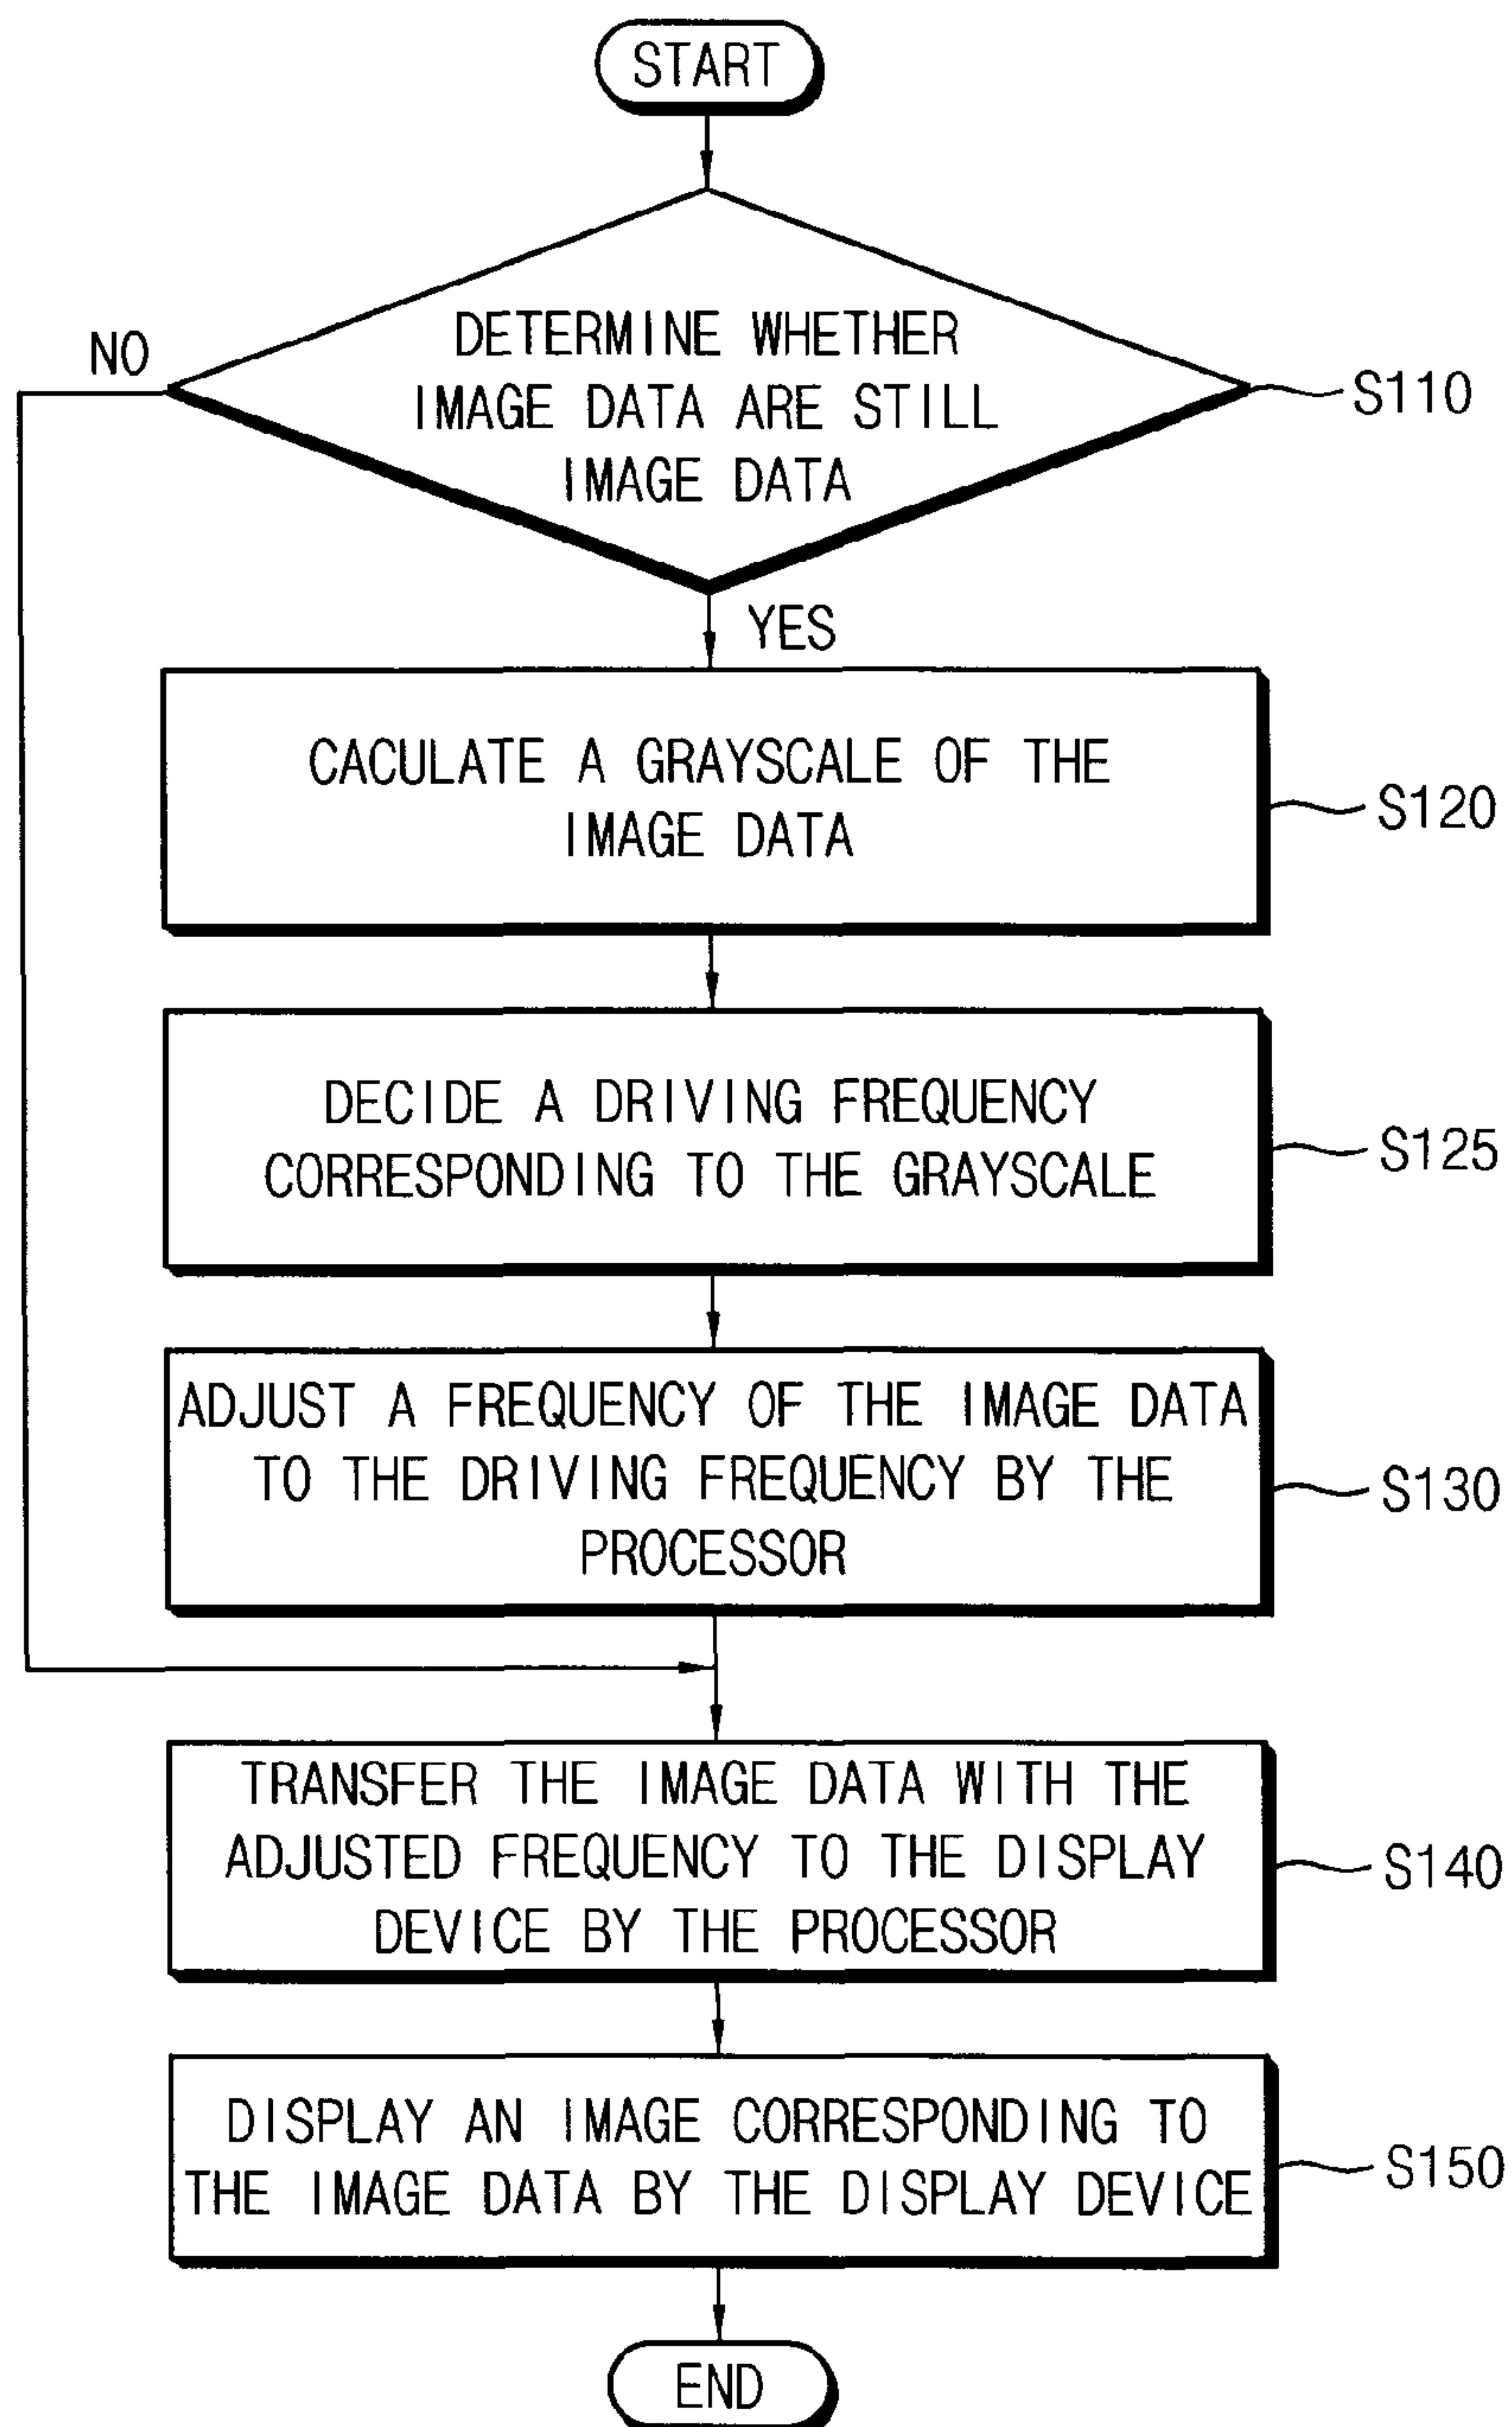 START
DETERMINE WHETHER
IMAGE DATA ARE STILL
IMAGE DATA
NO
S110
YES
CACULATE A GRAYSCALE OF THE
IMAGE DATA
S120
DECIDE A DRIVING FREQUENCY
CORRESPONDING TO THE GRAYSCALE
S125
ADJUST A FREQUENCY OF THE IMAGE DATA
TO THE DRIVING FREQUENCY BY THE
PROCESSOR
S130
TRANSFER THE IMAGE DATA WITH THE
ADJUSTED FREQUENCY TO THE DISPLAY
DEVICE BY THE PROCESSOR
S140
DISPLAY AN IMAGE CORRESPONDING TO
THE IMAGE DATA BY THE DISPLAY DEVICE
S150
END